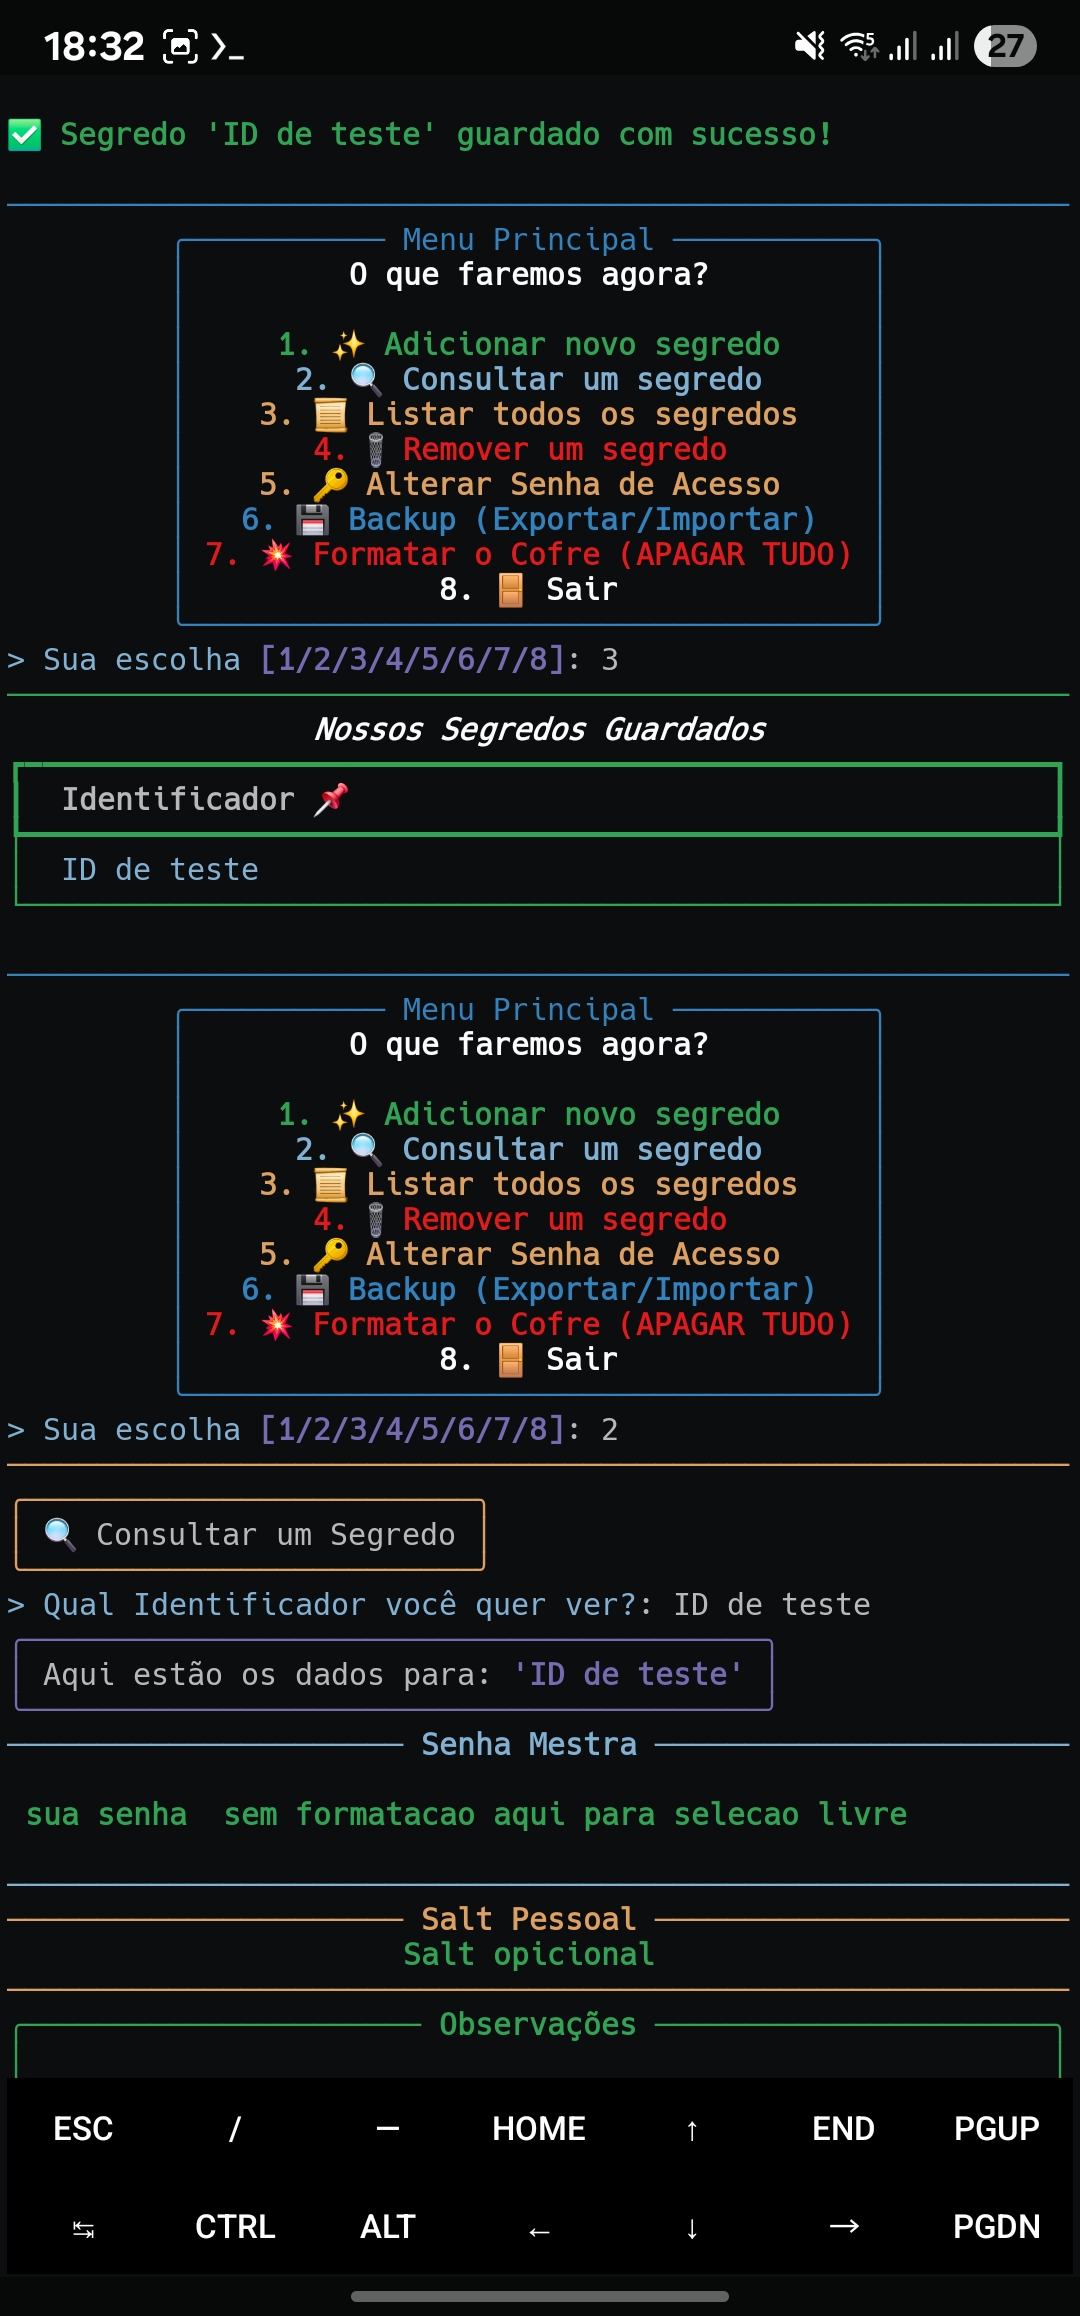 18:32 27
✅ Segredo 'ID de teste' guardado com sucesso!
Menu Principal
O que faremos agora?
1. ✨ Adicionar novo segredo
2. 🔍 Consultar um segredo
3. 📜 Listar todos os segredos
4. 🗑 Remover um segredo
5. 🔑 Alterar Senha de Acesso
6. 💾 Backup (Exportar/Importar)
7. 💥 Formatar o Cofre (APAGAR TUDO)
8. 🚪 Sair
> Sua escolha [1/2/3/4/5/6/7/8]: 3
Nossos Segredos Guardados
Identificador 📌
ID de teste
Menu Principal
O que faremos agora?
1. ✨ Adicionar novo segredo
2. 🔍 Consultar um segredo
3. 📜 Listar todos os segredos
4. 🗑 Remover um segredo
5. 🔑 Alterar Senha de Acesso
6. 💾 Backup (Exportar/Importar)
7. 💥 Formatar o Cofre (APAGAR TUDO)
8. 🚪 Sair
> Sua escolha [1/2/3/4/5/6/7/8]: 2
🔍 Consultar um Segredo
> Qual Identificador você quer ver?: ID de teste
Aqui estão os dados para: 'ID de teste'
Senha Mestra
sua senha  sem formatacao aqui para selecao livre
Salt Pessoal
Salt opicional
Observações
ESC / — HOME ↑ END PGUP
↹ CTRL ALT ← ↓ → PGDN